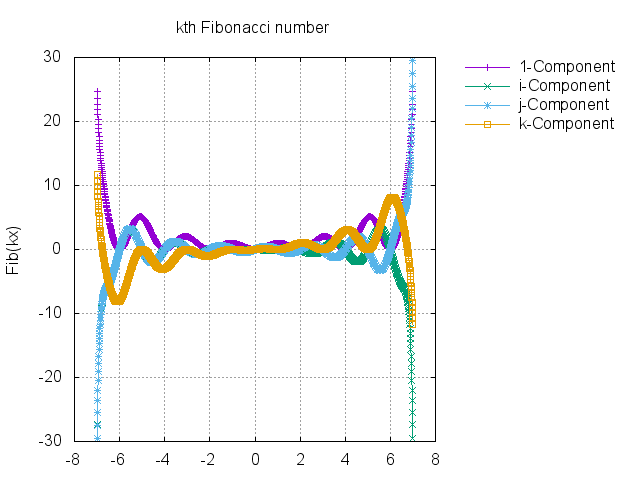 kth Fibonacci number
1-Component
i-Component
j-Component
k-Component
Fib(kx)
30
20
10
0
-10
-20
-30
-8 -6 -4 -2 0 2 4 6 8